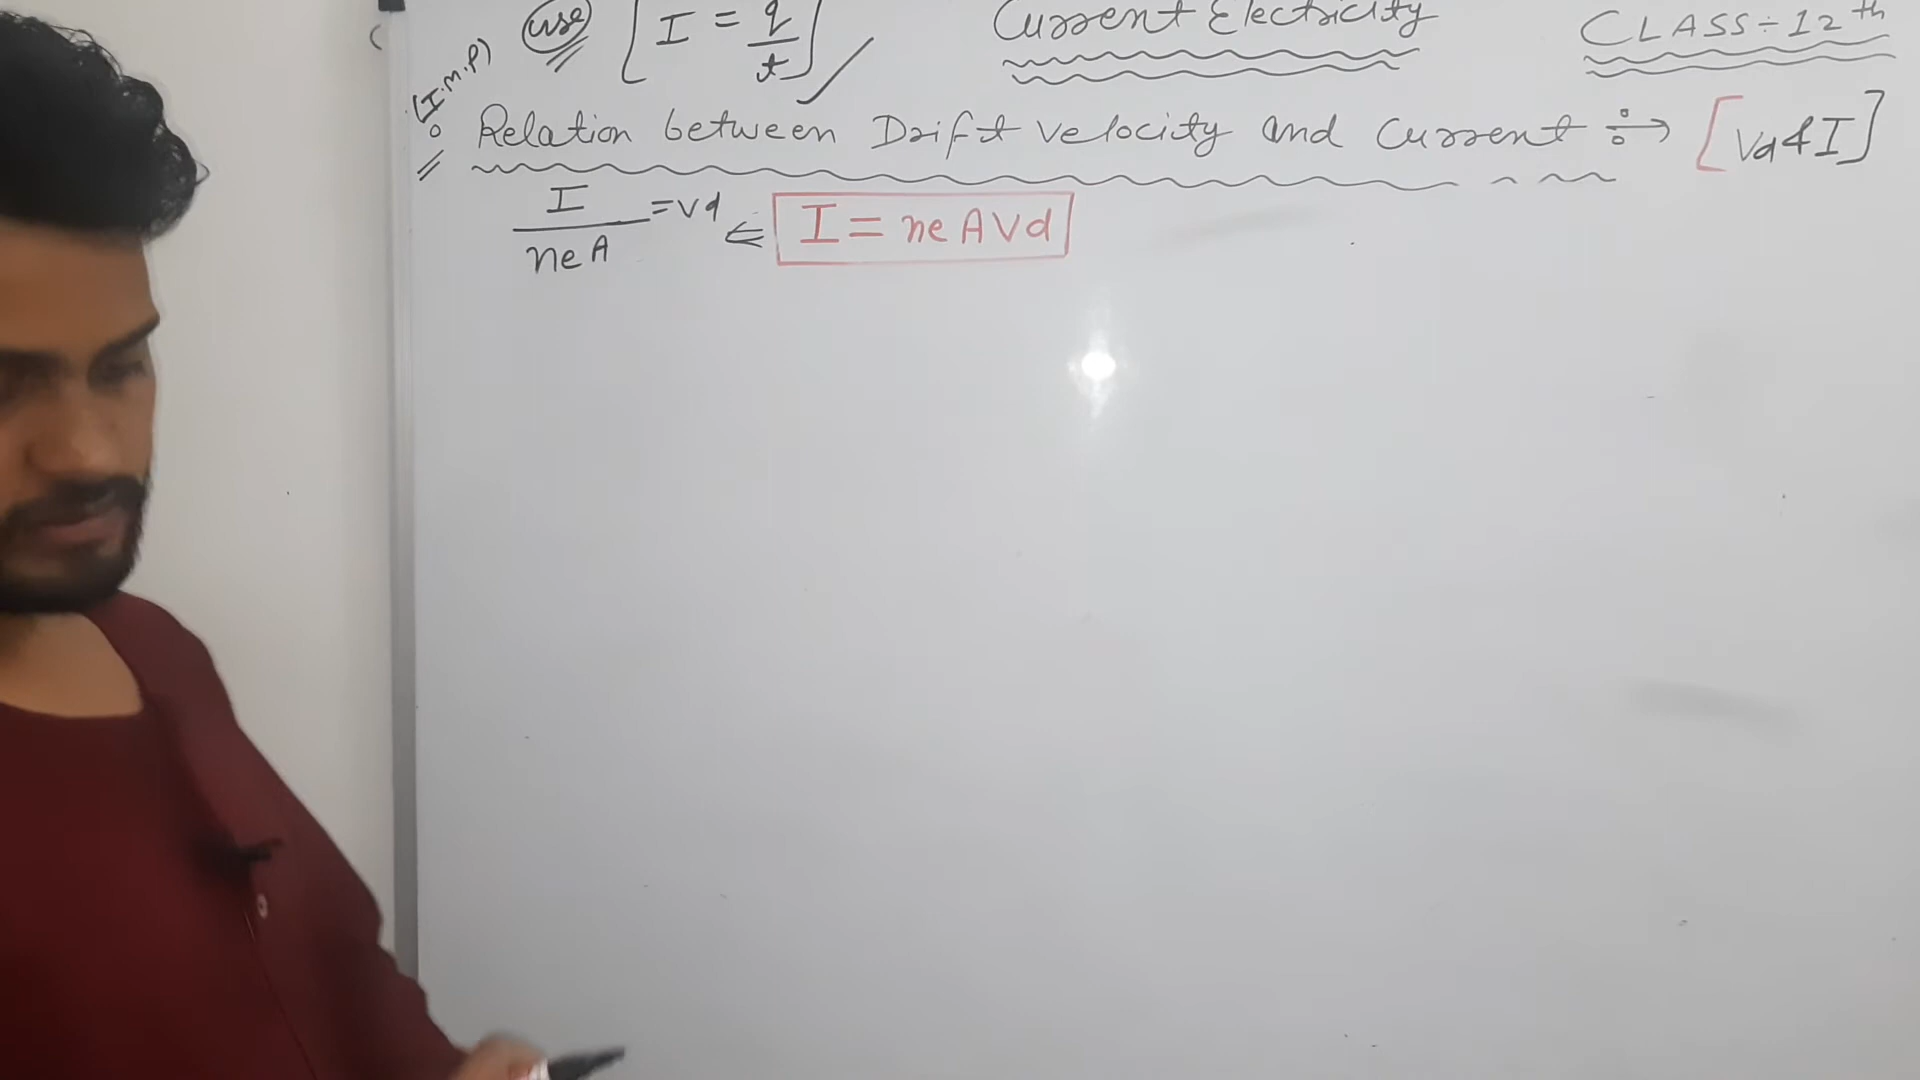 use [I = q/t] Current Electricity CLASS÷12th
(I.m.P)
Relation between Drift velocity and Current ÷→ [Vd & I]
I/neA = vd ⇐ I = neAVd